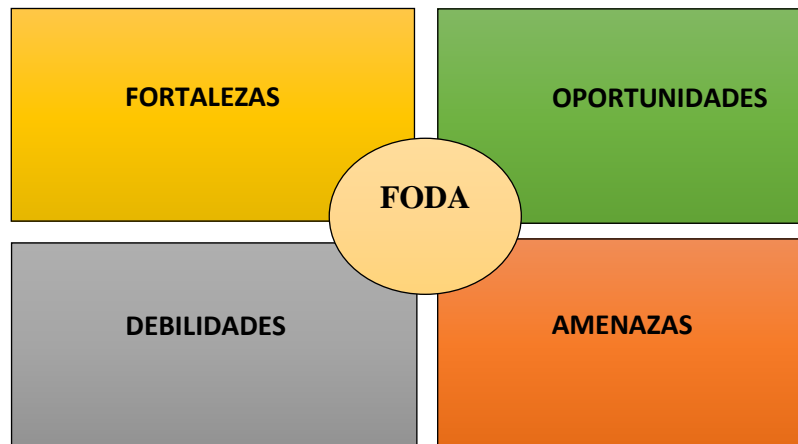 FORTALEZAS
OPORTUNIDADES
FODA
DEBILIDADES
AMENAZAS